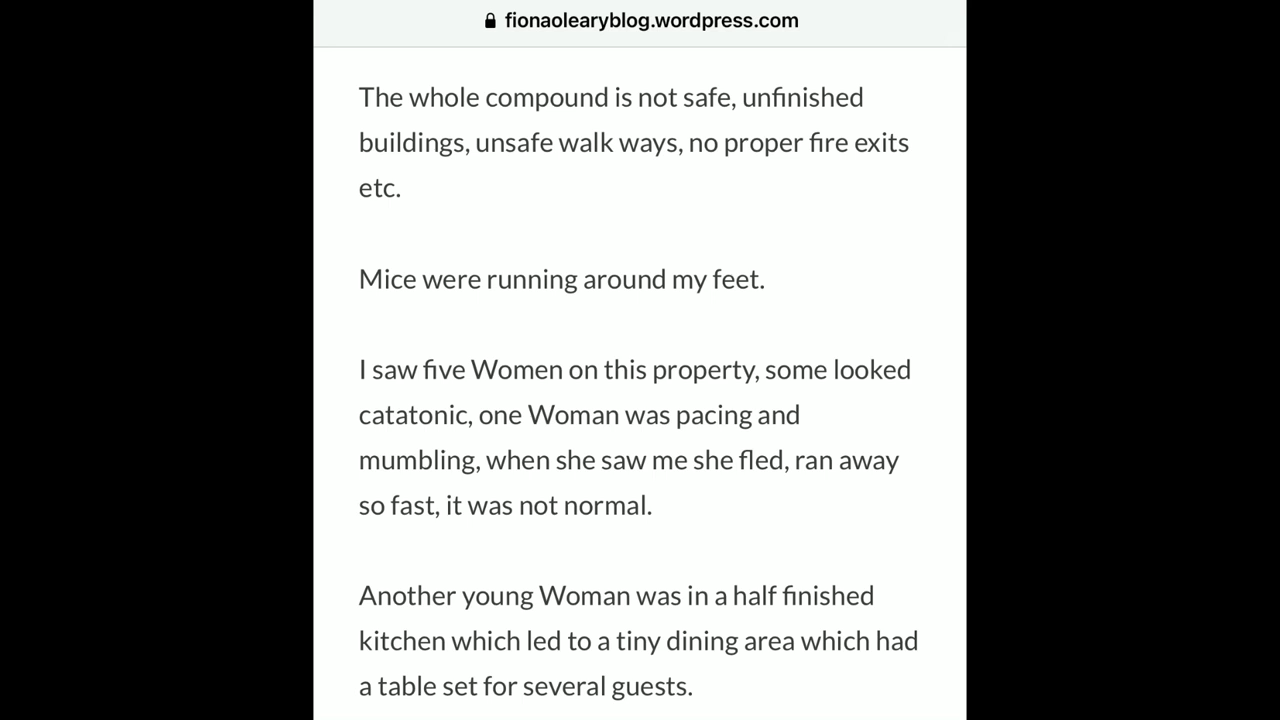 fionaolearyblog.wordpress.com
The whole compound is not safe, unfinished
buildings, unsafe walk ways, no proper fire exits
etc.
Mice were running around my feet.
I saw five Women on this property, some looked
catatonic, one Woman was pacing and
mumbling, when she saw me she fled, ran away
so fast, it was not normal.
Another young Woman was in a half finished
kitchen which led to a tiny dining area which had
a table set for several guests.